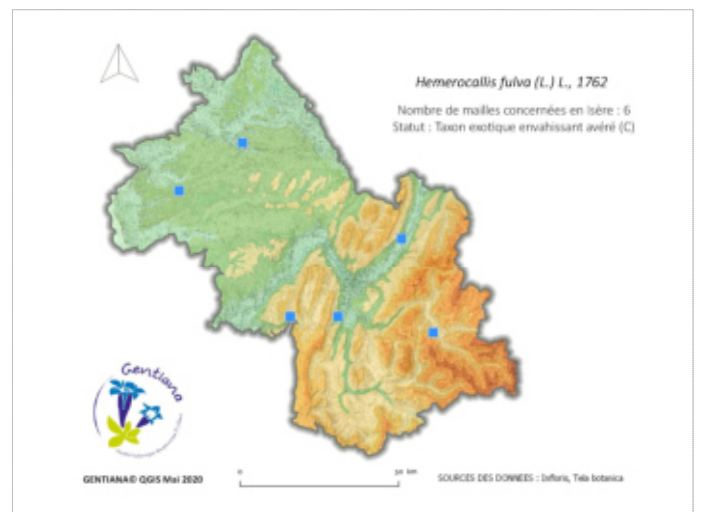 Hemerocallis fulva (L.) L., 1762
Nombre de mailles concernées en Isère : 6
Statut : Taxon exotique envahissant avéré (C)
Gentiana
GENTIANA© QGIS Mai 2020
0
50 km
SOURCES DES DONNEES : Infloris, Tela botanica